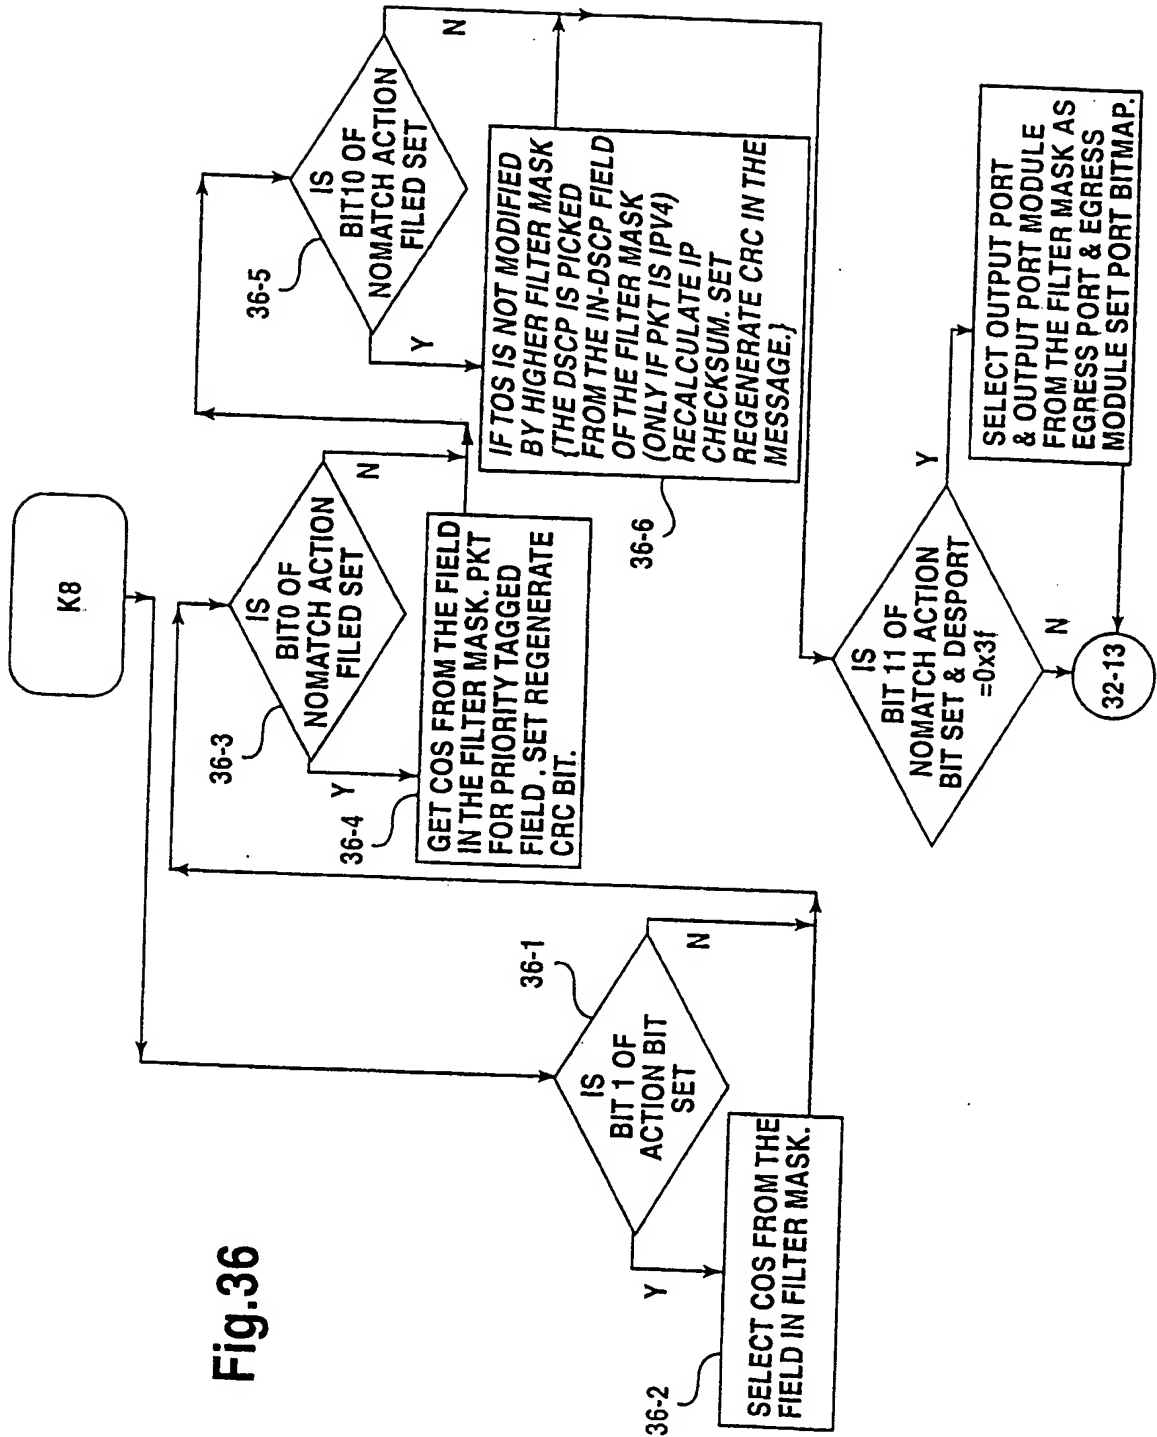 Fig.36
K8
36-1
IS
BIT 1 OF
ACTION BIT
SET
Y
N
36-2
SELECT COS FROM THE
FIELD IN FILTER MASK.
36-3
IS
BIT0 OF
NOMATCH ACTION
FILED SET
Y
N
36-4
GET COS FROM THE FIELD
IN THE FILTER MASK. PKT
FOR PRIORITY TAGGED
FIELD . SET REGENERATE
CRC BIT.
36-5
IS
BIT10 OF
NOMATCH ACTION
FILED SET
Y
N
36-6
IF TOS IS NOT MODIFIED
BY HIGHER FILTER MASK
{THE DSCP IS PICKED
FROM THE IN-DSCP FIELD
OF THE FILTER MASK
(ONLY IF PKT IS IPV4)
RECALCULATE IP
CHECKSUM. SET
REGENERATE CRC IN THE
MESSAGE.}
IS
BIT 11 OF
NOMATCH ACTION
BIT SET & DESPORT
=0x3f
Y
N
SELECT OUTPUT PORT
& OUTPUT PORT MODULE
FROM THE FILTER MASK AS
EGRESS PORT & EGRESS
MODULE SET PORT BITMAP.
32-13